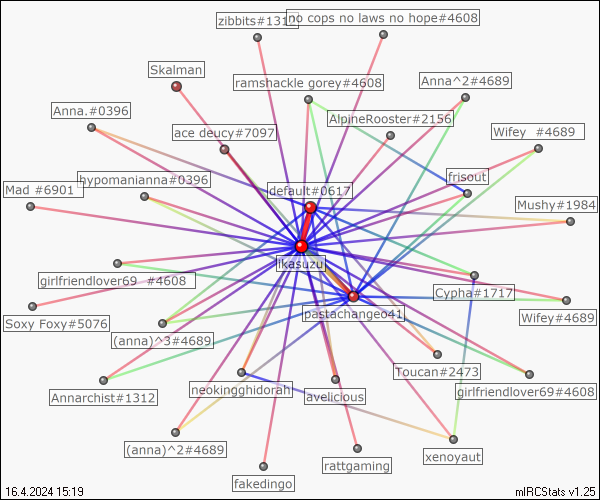 zibbits#1312
no cops no laws no hope#4608
Skalman
ramshackle gorey#4608
Anna^2#4689
Anna.#0396
AlpineRooster#2156
ace deucy#7097
Wifey #4689
hypomanianna#0396
frisout
Mad #6901
default#0617
Mushy#1984
likasuzu
girlfriendlover69 #4608
Cypha#1717
Soxy Foxy#5076
pastachangeo41
Wifey#4689
(anna)^3#4689
Toucan#2473
Annarchist#1312
neokingghidorah
avelicious
girlfriendlover69#4608
(anna)^2#4689
xenoyaut
rattgaming
fakedingo
16.4.2024 15:19
mIRCStats v1.25